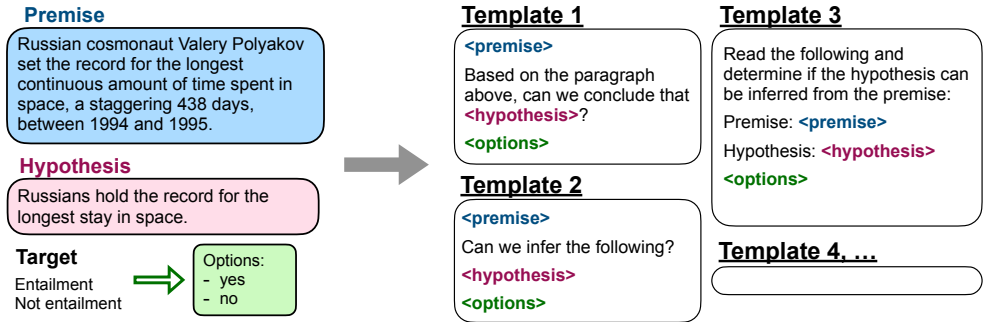 Premise
Russian cosmonaut Valery Polyakov
set the record for the longest
continuous amount of time spent in
space, a staggering 438 days,
between 1994 and 1995.
Hypothesis
Russians hold the record for the
longest stay in space.
Target
Entailment
Not entailment
Options:
- yes
- no
Template 1
<premise>
Based on the paragraph
above, can we conclude that
<hypothesis>?
<options>
Template 2
<premise>
Can we infer the following?
<hypothesis>
<options>
Template 3
Read the following and
determine if the hypothesis can
be inferred from the premise:
Premise: <premise>
Hypothesis: <hypothesis>
<options>
Template 4, …